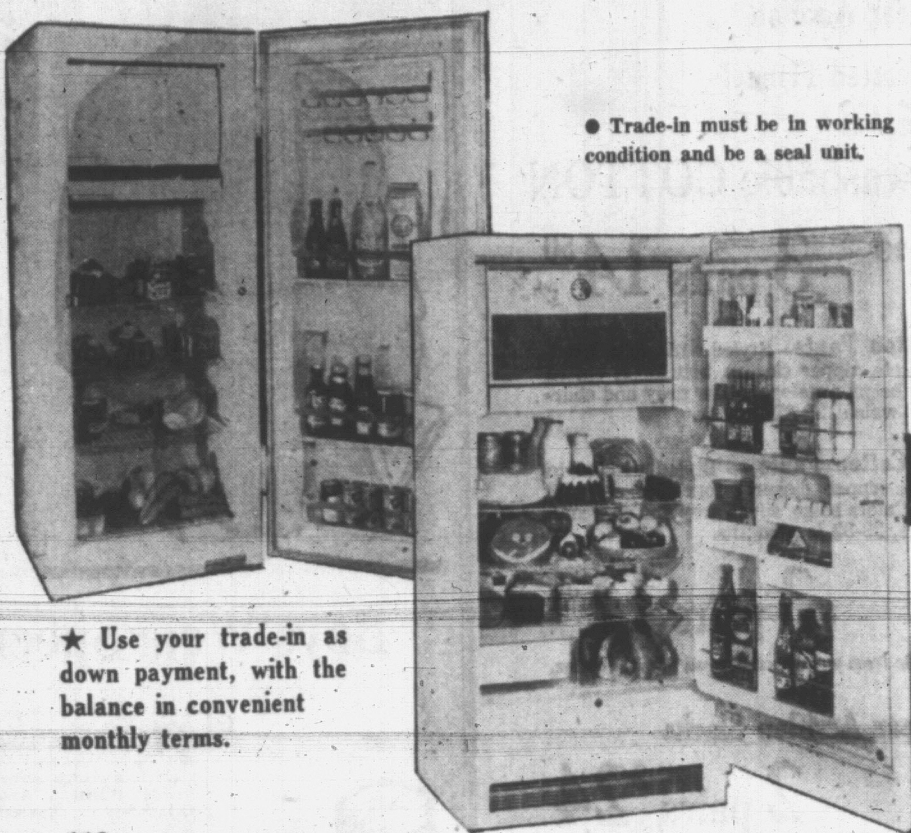 ● Trade-in must be in working
condition and be a seal unit.
★ Use your trade-in as
down payment, with the
balance in convenient
monthly terms.